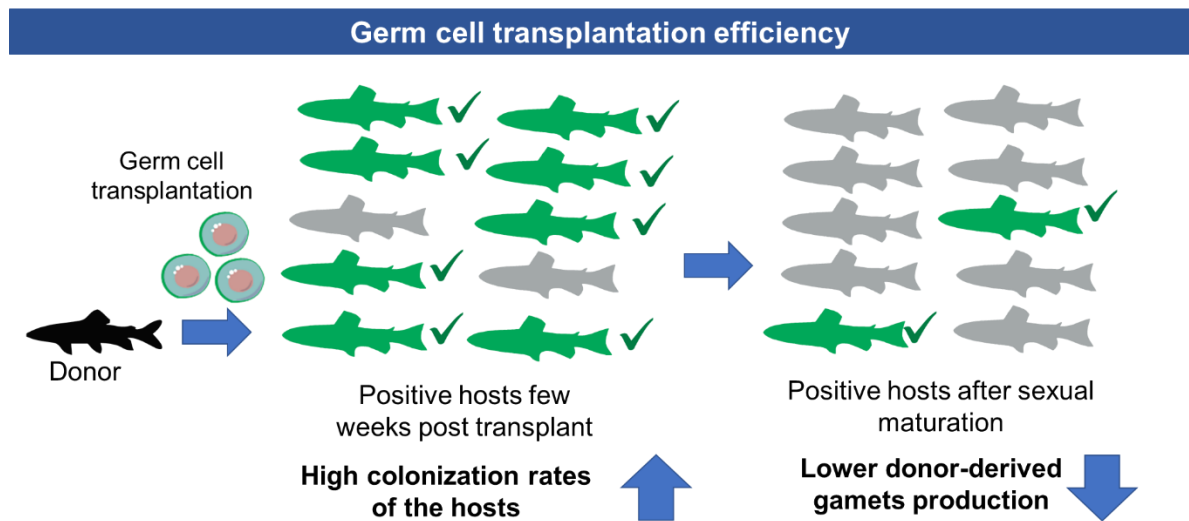 Germ cell transplantation efficiency
Germ cell
transplantation
Donor
Positive hosts few
weeks post transplant
High colonization rates
of the hosts
Positive hosts after sexual
maturation
Lower donor-derived
gamets production